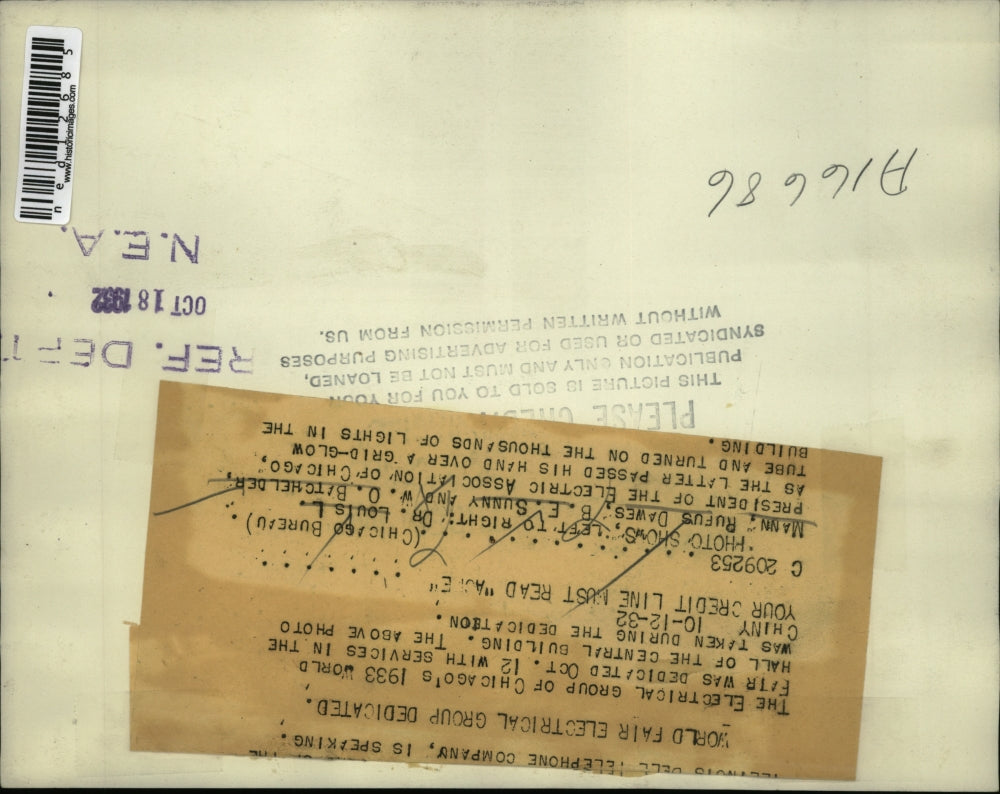 A16686
N.E.A.
OCT 18 1932
REF. DEPT
PLEASE
THIS PICTURE IS SOLD TO YOU FOR YOUR
PUBLICATION ONLY AND MUST NOT BE LOANED,
SYNDICATED OR USED FOR ADVERTISING PURPOSES
WITHOUT WRITTEN PERMISSION FROM US.
TELEPHONE COMPANY, IS SPEAKING.
WORLD FAIR ELECTRICAL GROUP DEDICATED.
THE ELECTRICAL GROUP OF CHICAGO'S 1933 WORLD
FAIR WAS DEDICATED OCT. 12 WITH SERVICES IN THE
HALL OF THE CENTRAL BUILDING. THE ABOVE PHOTO
WAS TAKEN DURING THE DEDICATION.
CHINY 10-12-32
YOUR CREDIT LINE MUST READ "ACME"
C 209253 (CHICAGO BUREAU)
PHOTO SHOWS, LEFT TO RIGHT: DR. LOUIS L.
MANN, RUFUS DAWES, B. E. SUNNY AND W. O. BATCHELDER,
PRESIDENT OF THE ELECTRIC ASSOCIATION OF CHICAGO,
AS THE LATTER PASSED HIS HAND OVER A GRID-GLOW
TUBE AND TURNED ON THE THOUSANDS OF LIGHTS IN THE
BUILDING.
ned12685
www.historicimages.com